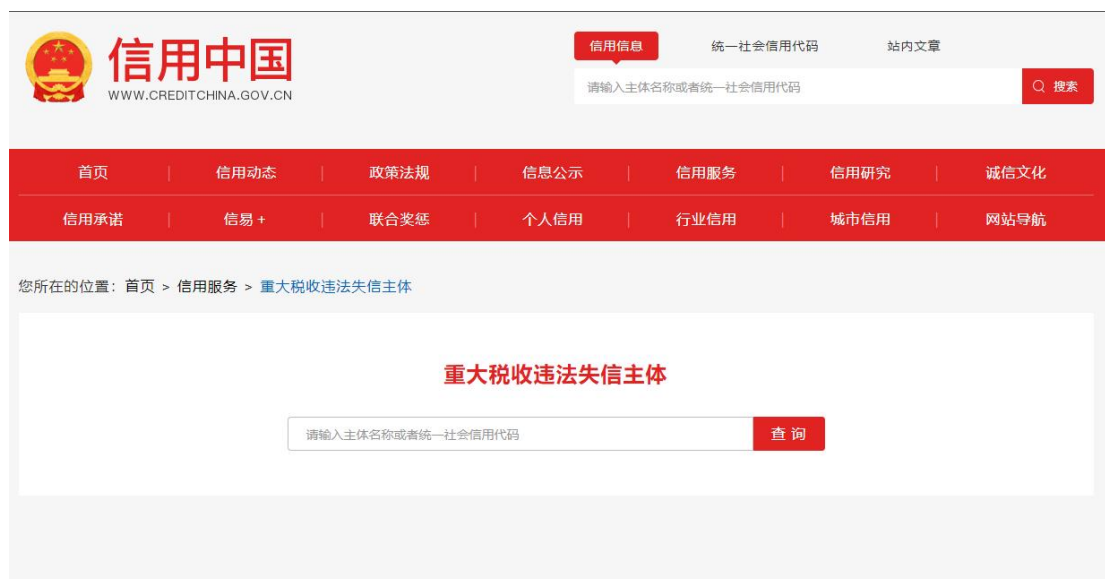 信用中国
WWW.CREDITCHINA.GOV.CN
信用信息 统一社会信用代码 站内文章
请输入主体名称或者统一社会信用代码 搜索
首页 | 信用动态 | 政策法规 | 信息公示 | 信用服务 | 信用研究 | 诚信文化
信用承诺 | 信易+ | 联合奖惩 | 个人信用 | 行业信用 | 城市信用 | 网站导航
您所在的位置：首页 > 信用服务 > 重大税收违法失信主体
重大税收违法失信主体
请输入主体名称或者统一社会信用代码 查询